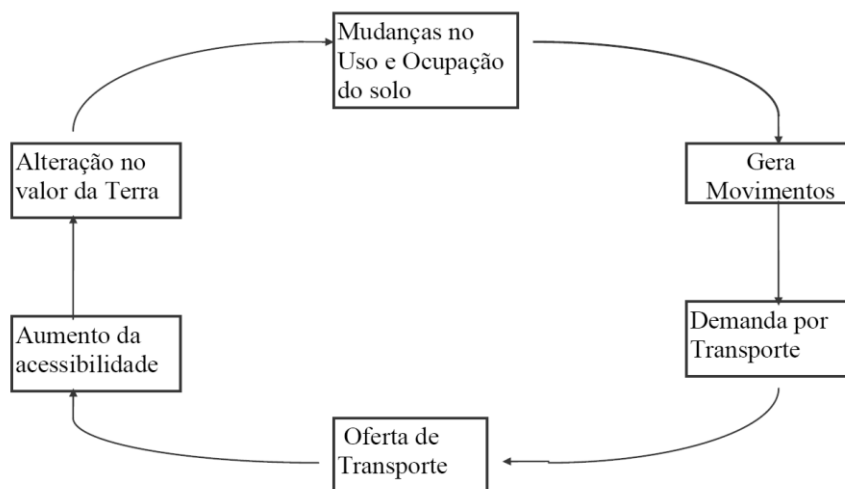 Mudanças no
Uso e Ocupação
do solo
Gera
Movimentos
Demanda por
Transporte
Oferta de
Transporte
Aumento da
acessibilidade
Alteração no
valor da Terra